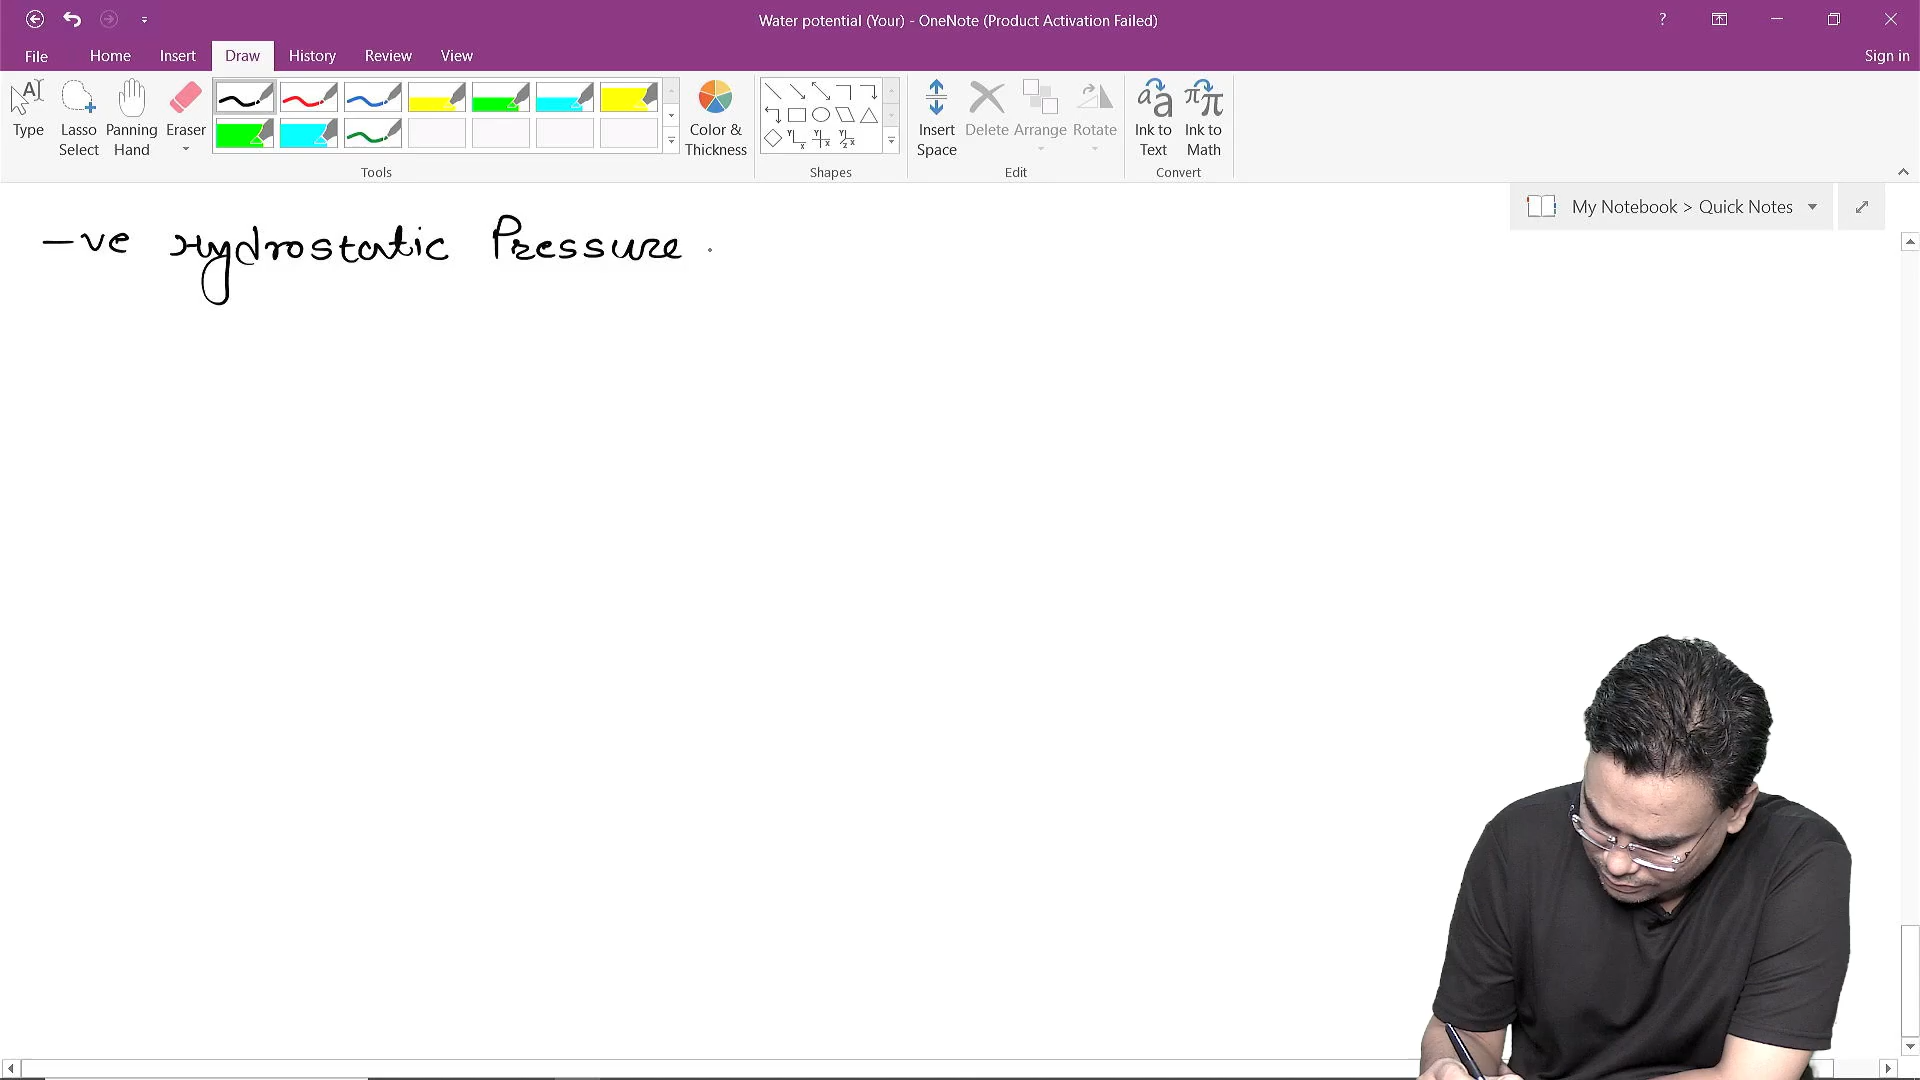 Water potential (Your) - OneNote (Product Activation Failed)
?
File Home Insert Draw History Review View
Sign in
Type
Lasso Select
Panning Hand
Eraser
Color & Thickness
Insert Space
Delete
Arrange
Rotate
Ink to Text
Ink to Math
Tools
Shapes
Edit
Convert
My Notebook > Quick Notes
-ve Hydrostatic Pressure